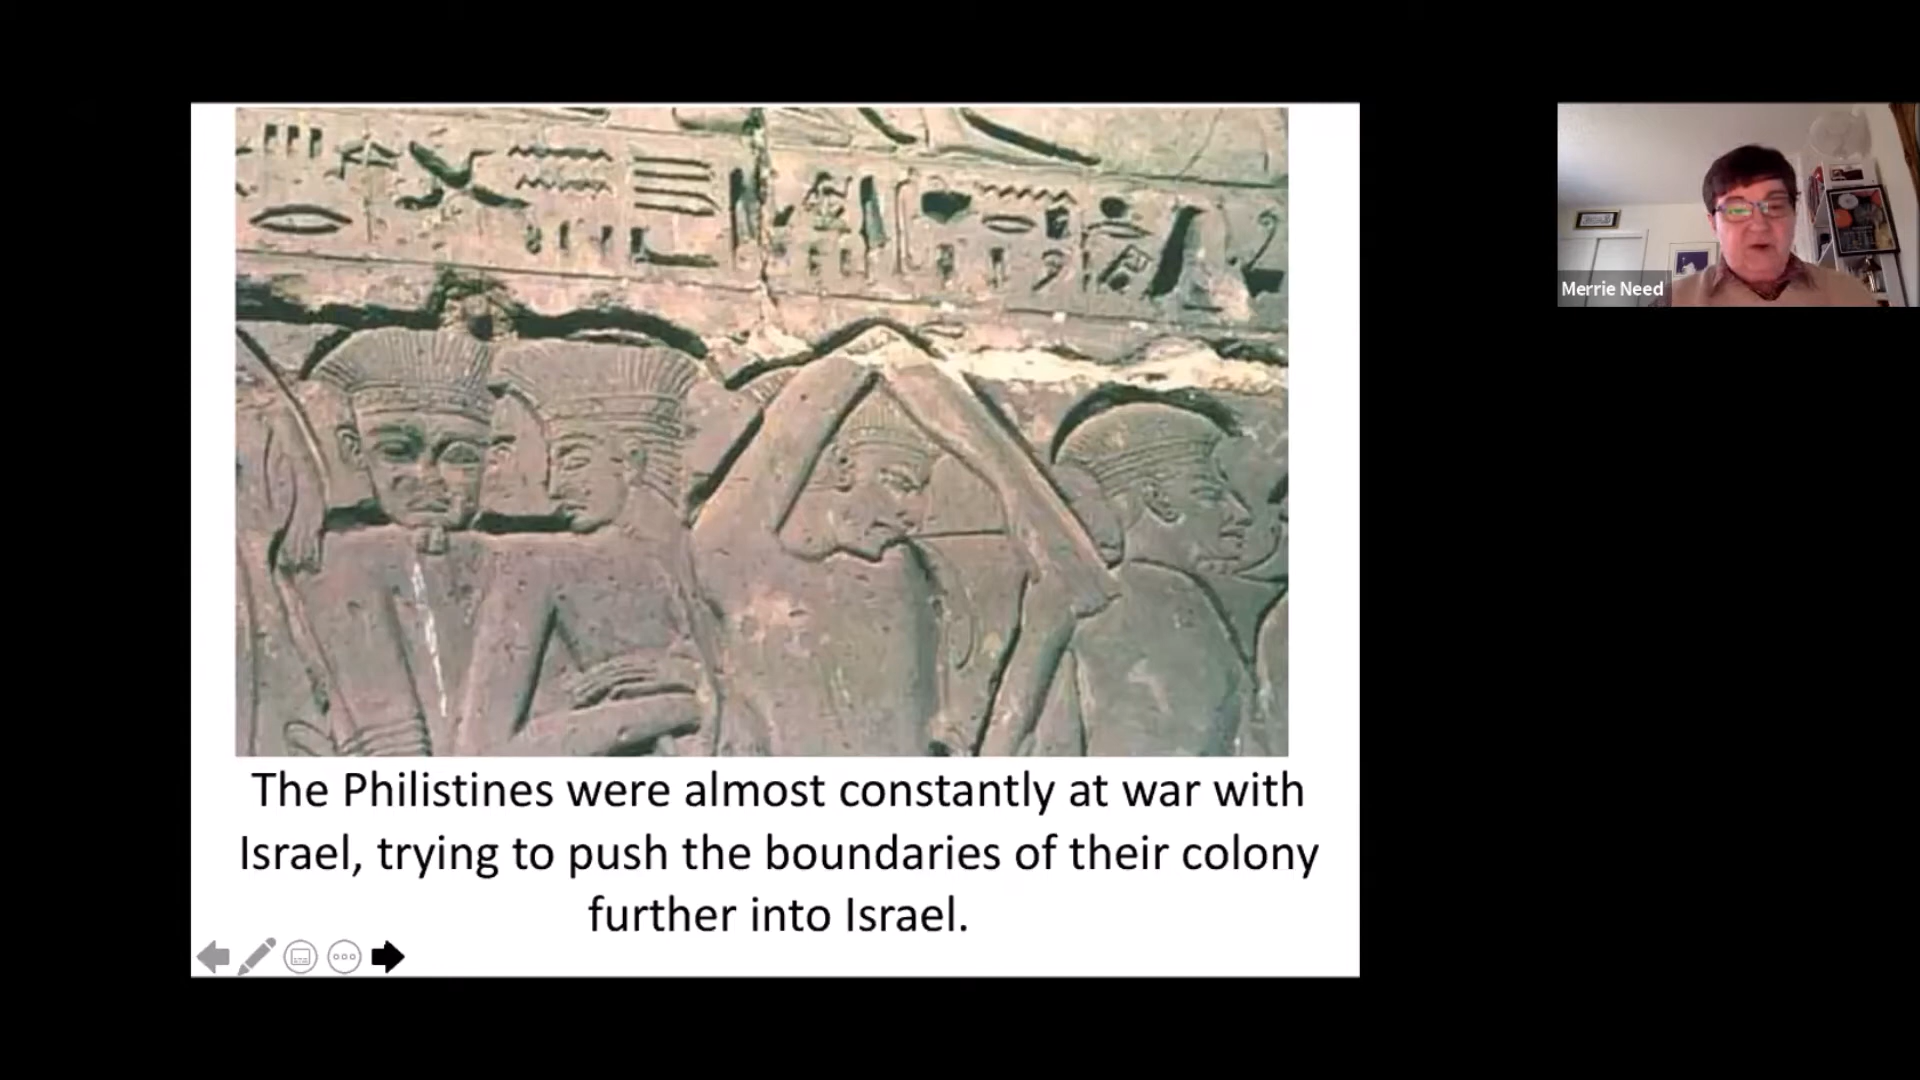 The Philistines were almost constantly at war with
Israel, trying to push the boundaries of their colony
further into Israel.
Merrie Need